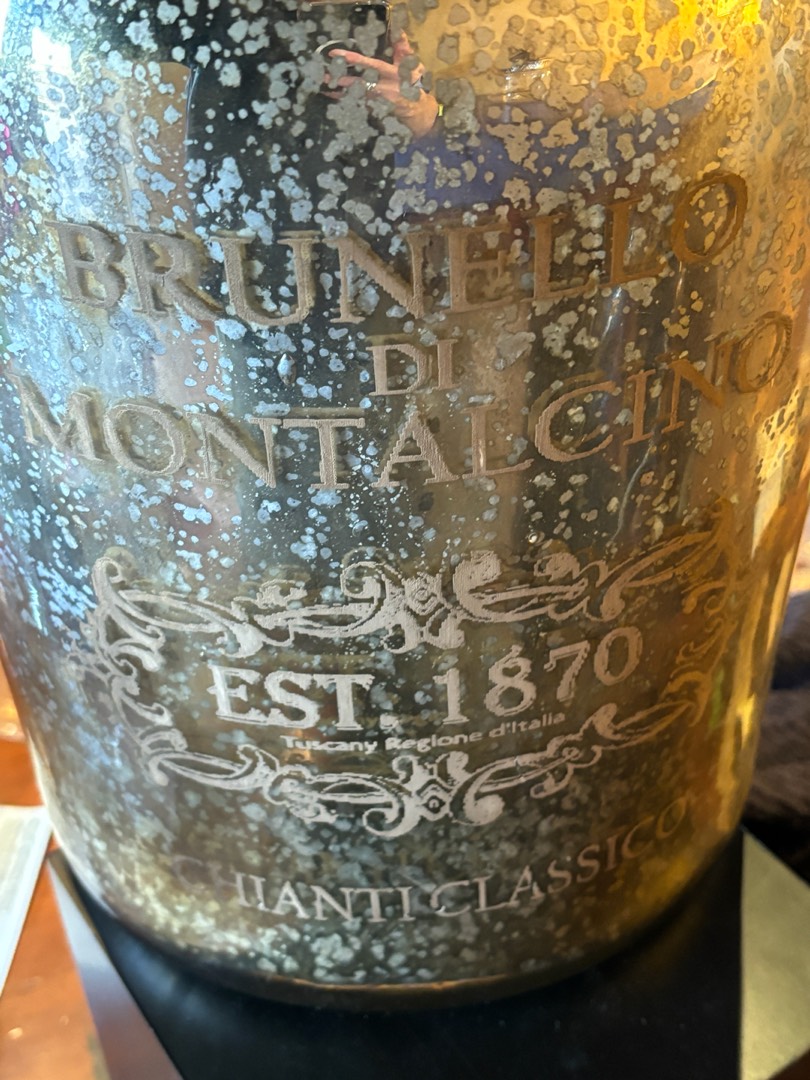 BRUNELLO
DI
MONTALCINO
EST 1870
Tuscany Regione d'Italia
CHIANTI CLASSICO